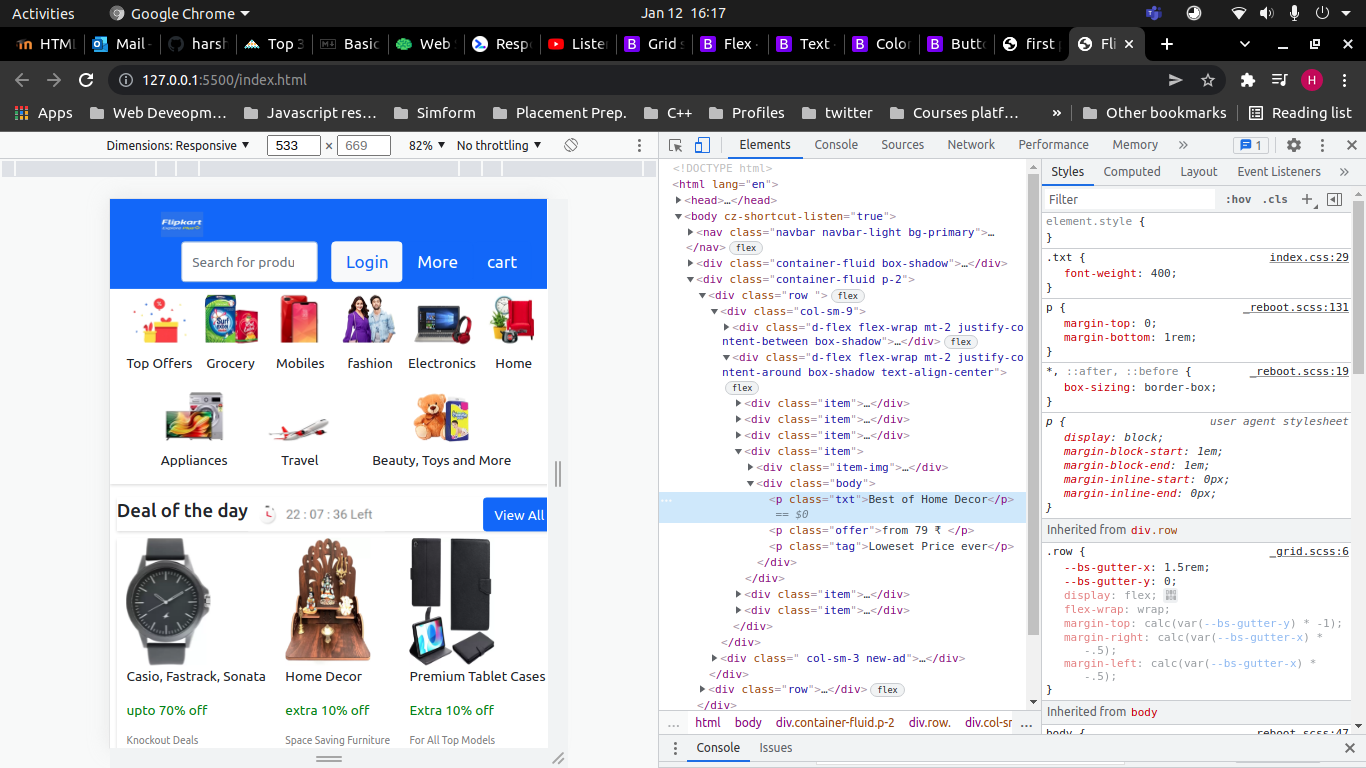 Activities
Google Chrome
Jan 12 16:17
HTML
Mail -
harsh
Top 3
Basic
Web S
Respo
Listen
Grid s
Flex ·
Text ·
Color
Butto
first p
Fli
127.0.0.1:5500/index.html
H
Apps
Web Deveopm…
Javascript res…
Simform
Placement Prep.
C++
Profiles
twitter
Courses platf…
»
Other bookmarks
Reading list
Dimensions: Responsive
533 × 669
82%
No throttling
Elements
Console
Sources
Network
Performance
Memory
»
1
Flipkart
Explore Plus
Search for produ
Login
More
cart
Top Offers
Grocery
Mobiles
fashion
Electronics
Home
Appliances
Travel
Beauty, Toys and More
Deal of the day
22 : 07 : 36 Left
View All
Casio, Fastrack, Sonata
Home Decor
Premium Tablet Cases
upto 70% off
extra 10% off
Extra 10% off
Knockout Deals
Space Saving Furniture
For All Top Models
<!DOCTYPE html>
<html lang="en">
<head>…</head>
<body cz-shortcut-listen="true">
<nav class="navbar navbar-light bg-primary">…
</nav> flex
<div class="container-fluid box-shadow">…</div>
<div class="container-fluid p-2">
<div class="row "> flex
<div class="col-sm-9">
<div class="d-flex flex-wrap mt-2 justify-co
ntent-between box-shadow">…</div> flex
<div class="d-flex flex-wrap mt-2 justify-co
ntent-around box-shadow text-align-center">
flex
<div class="item">…</div>
<div class="item">…</div>
<div class="item">…</div>
<div class="item">
<div class="item-img">…</div>
<div class="body">
… <p class="txt">Best of Home Decor</p>
== $0
<p class="offer">from 79 ₹ </p>
<p class="tag">Loweset Price ever</p>
</div>
</div>
<div class="item">…</div>
<div class="item">…</div>
</div>
</div>
<div class=" col-sm-3 new-ad">…</div>
</div>
<div class="row">…</div> flex
</div>
… html body div.container-fluid.p-2 div.row. div.col-sm …
Styles
Computed
Layout
Event Listeners
»
Filter
:hov .cls +
element.style {
}
.txt { index.css:29
font-weight: 400;
}
p { _reboot.scss:131
margin-top: 0;
margin-bottom: 1rem;
}
*, ::after, ::before { _reboot.scss:19
box-sizing: border-box;
}
p { user agent stylesheet
display: block;
margin-block-start: 1em;
margin-block-end: 1em;
margin-inline-start: 0px;
margin-inline-end: 0px;
}
Inherited from div.row
.row { _grid.scss:6
--bs-gutter-x: 1.5rem;
--bs-gutter-y: 0;
display: flex;
flex-wrap: wrap;
margin-top: calc(var(--bs-gutter-y) * -1);
margin-right: calc(var(--bs-gutter-x) *
-.5);
margin-left: calc(var(--bs-gutter-x) *
-.5);
}
Inherited from body
body { _reboot.scss:47
Console
Issues